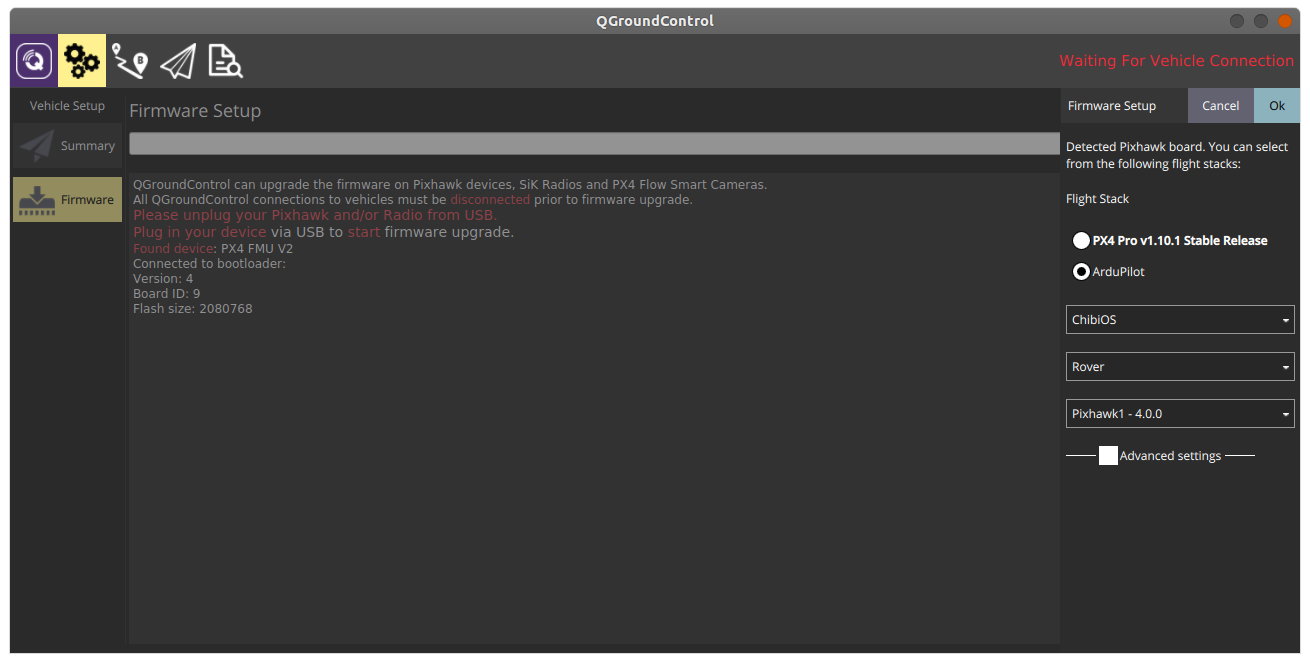 QGroundControl
Waiting For Vehicle Connection
Vehicle Setup
Summary
Firmware
Firmware Setup
QGroundControl can upgrade the firmware on Pixhawk devices, SiK Radios and PX4 Flow Smart Cameras.
All QGroundControl connections to vehicles must be disconnected prior to firmware upgrade.
Please unplug your Pixhawk and/or Radio from USB.
Plug in your device via USB to start firmware upgrade.
Found device: PX4 FMU V2
Connected to bootloader:
Version: 4
Board ID: 9
Flash size: 2080768
Firmware Setup
Cancel
Ok
Detected Pixhawk board. You can select
from the following flight stacks:
Flight Stack
PX4 Pro v1.10.1 Stable Release
ArduPilot
ChibiOS
Rover
Pixhawk1 - 4.0.0
Advanced settings